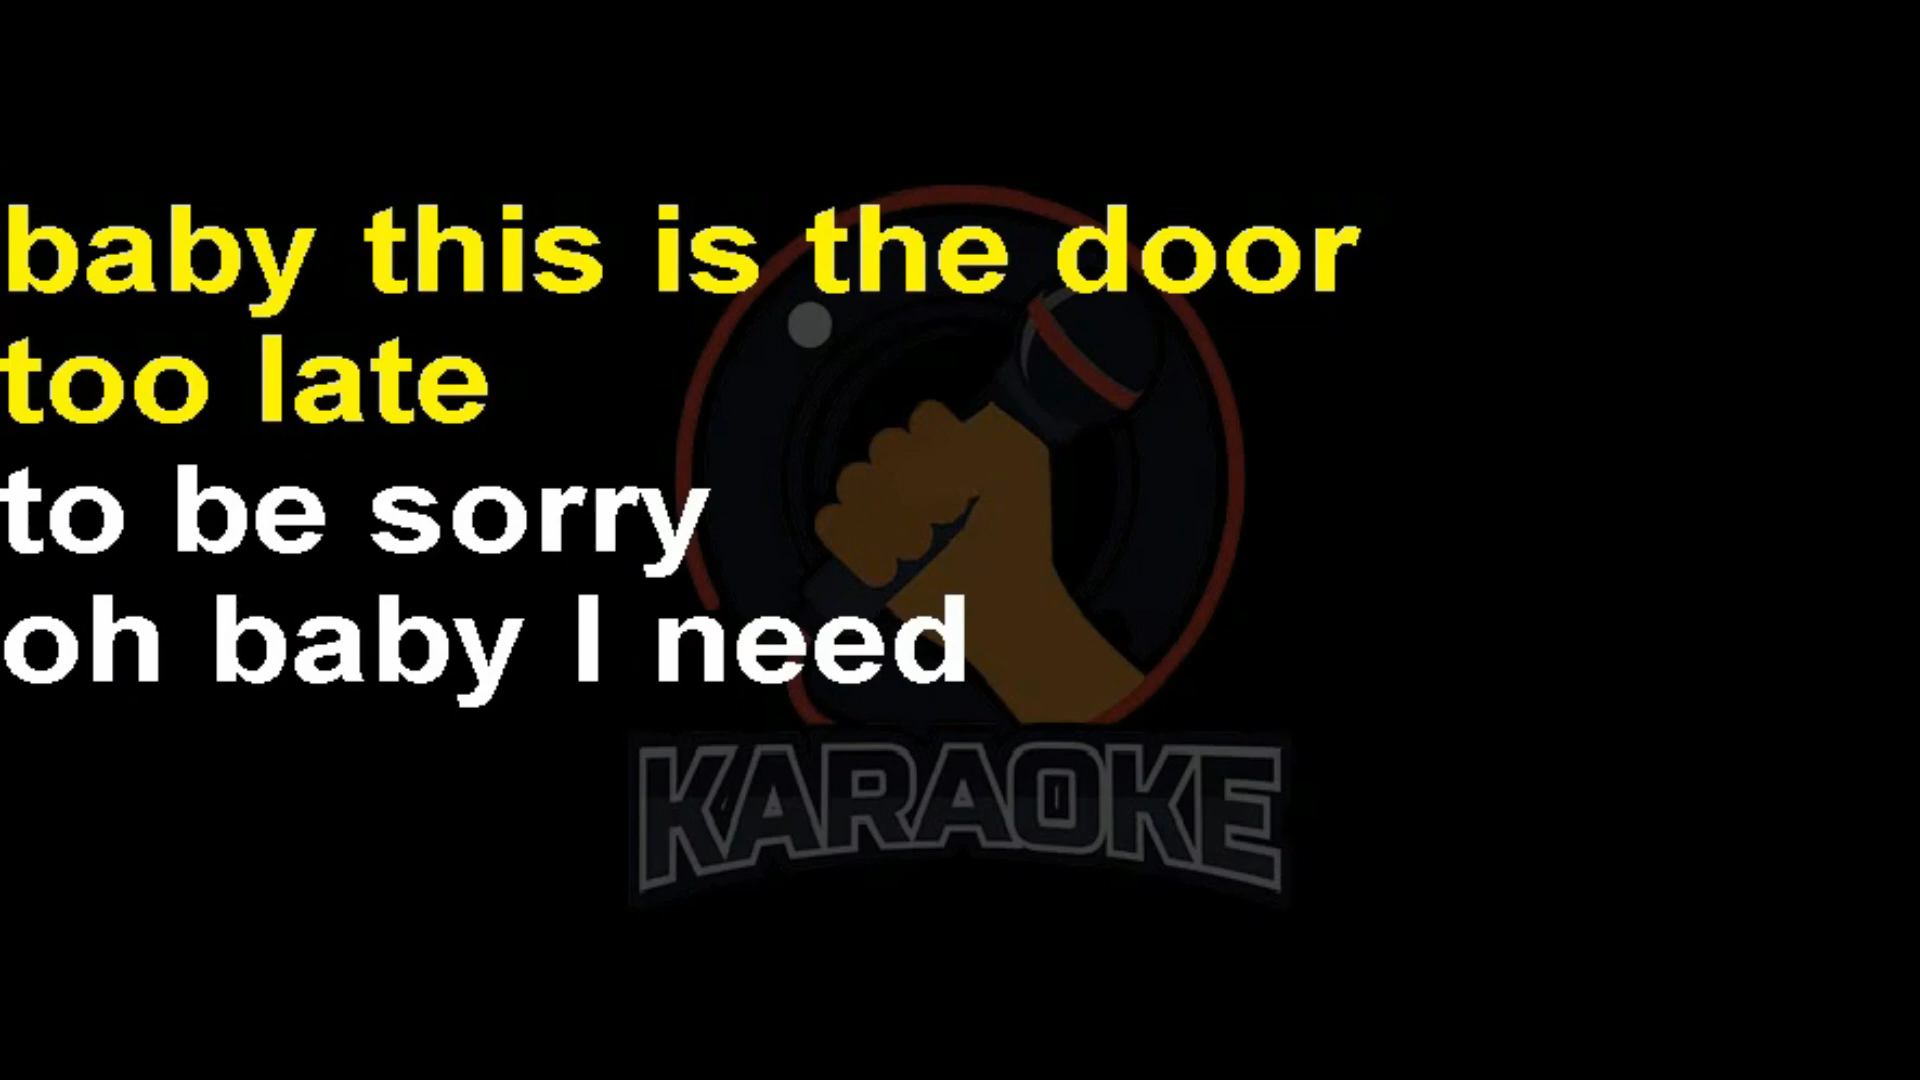 baby this is the door
too late
to be sorry
oh baby I need
KARAOKE